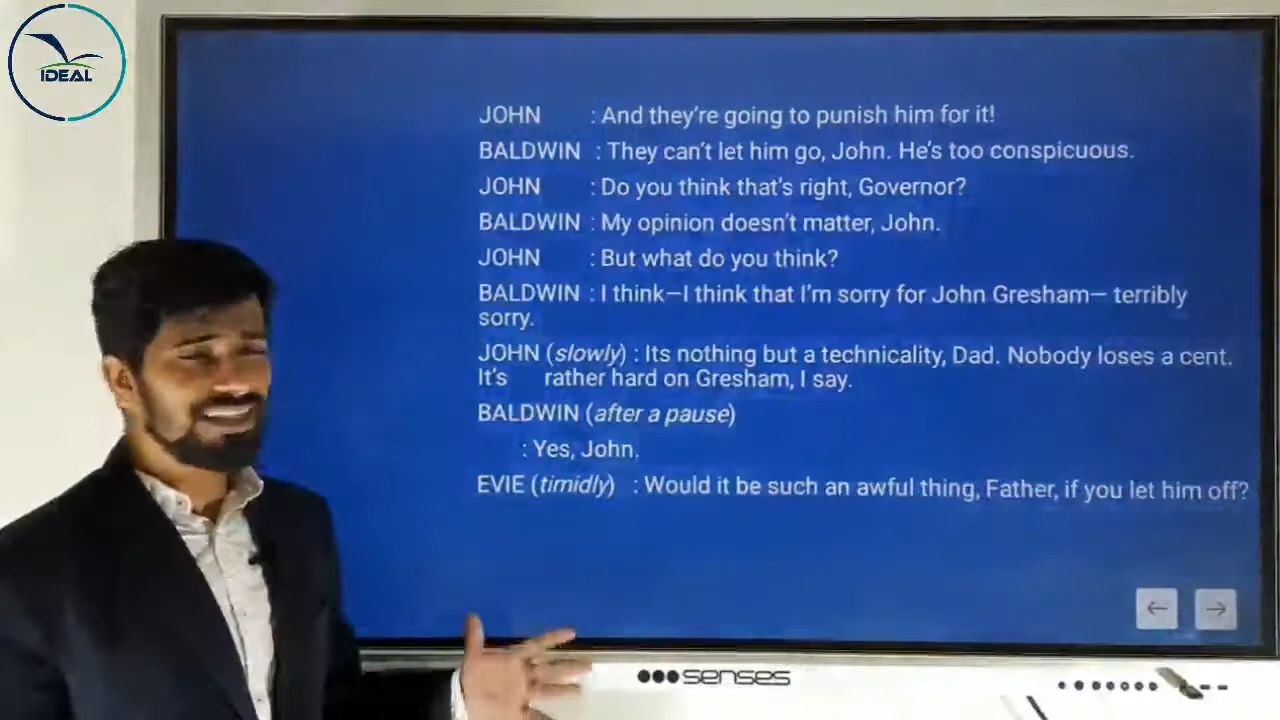 IDEAL
JOHN : And they're going to punish him for it!
BALDWIN : They can't let him go, John. He's too conspicuous.
JOHN : Do you think that's right, Governor?
BALDWIN : My opinion doesn't matter, John.
JOHN : But what do you think?
BALDWIN : I think—I think that I'm sorry for John Gresham— terribly
sorry.
JOHN (slowly) : Its nothing but a technicality, Dad. Nobody loses a cent.
It's rather hard on Gresham, I say.
BALDWIN (after a pause)
: Yes, John.
EVIE (timidly) : Would it be such an awful thing, Father, if you let him off?
senses